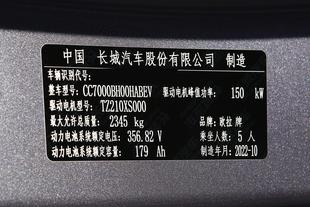 中国 长城汽车股份有限公司 制造
车辆识别代号:
整车型号: CC7000BH00HABEV 驱动电机峰值功率: 150 kW
驱动电机型号: TZ210XS000
最大允许总质量: 2345 kg
动力电池系统额定电压: 356.82 V 品牌: 欧拉牌
动力电池系统额定容量: 179 Ah 乘坐人数: 5 人
制造年月: 2022-10